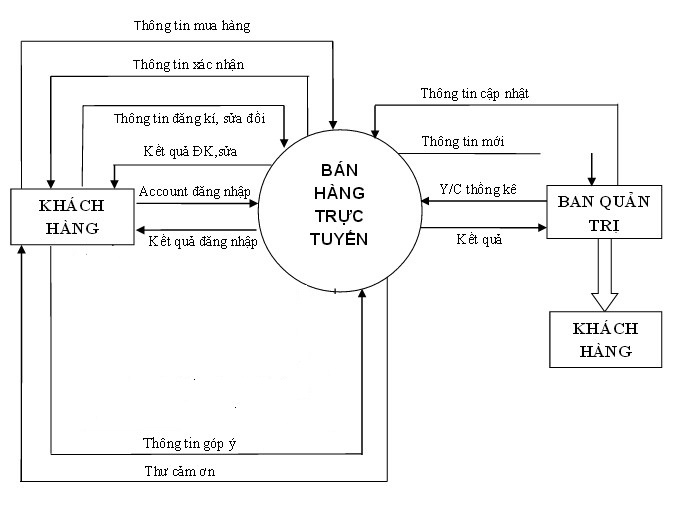 Thông tin mua hàng
Thông tin xác nhận
Thông tin cập nhật
Thông tin đăng kí, sửa đổi
Thông tin mới
Kết quả ĐK,sửa
BÁN
HÀNG
TRỰC
TUYẾN
Account đăng nhập
Y/C thống kê
KHÁCH
HÀNG
BAN QUẢN
TRI
Kết quả đăng nhập
Kết quả
KHÁCH
HÀNG
Thông tin góp ý
Thư cảm ơn